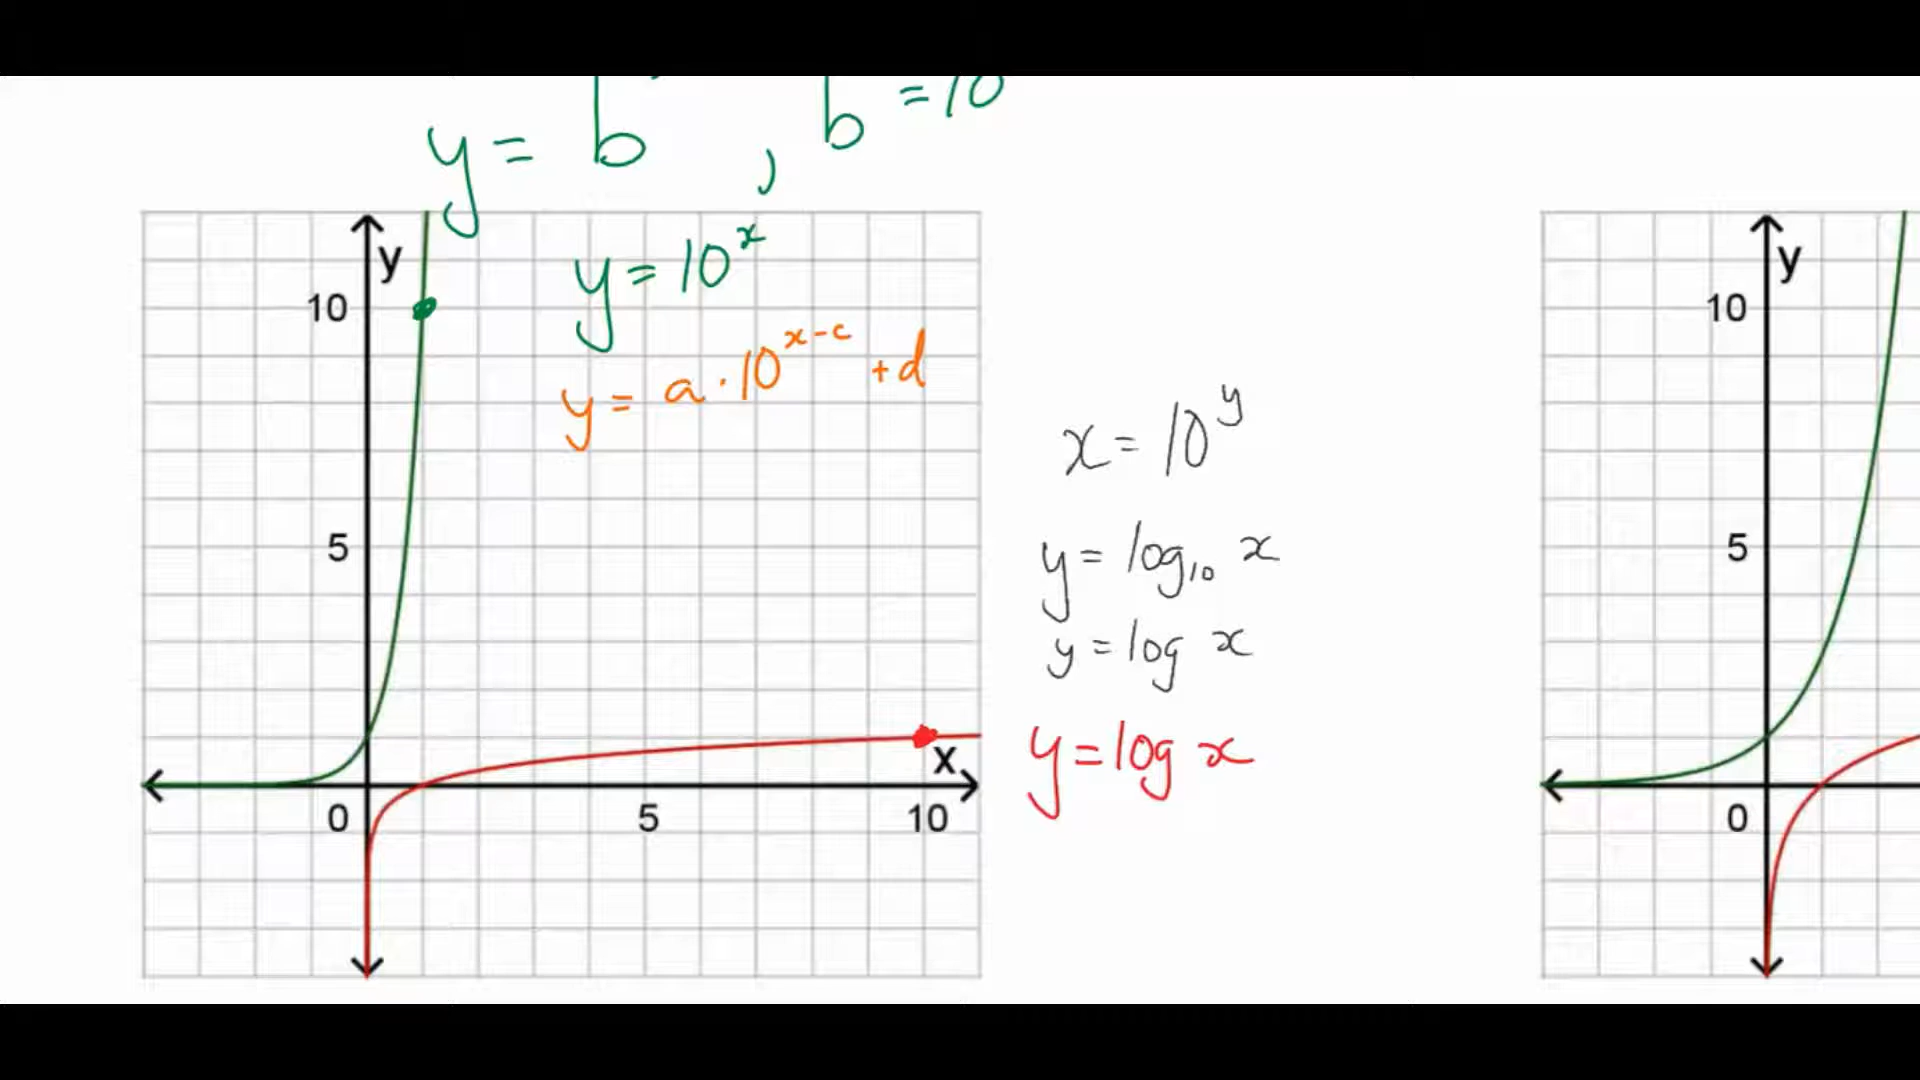 y = b , b = 10
y
10
y = 10^x
y = a · 10^(x-c) + d
5
x = 10^y
y = log₁₀ x
y = log x
y = log x
x
0
5
10
y
10
5
0